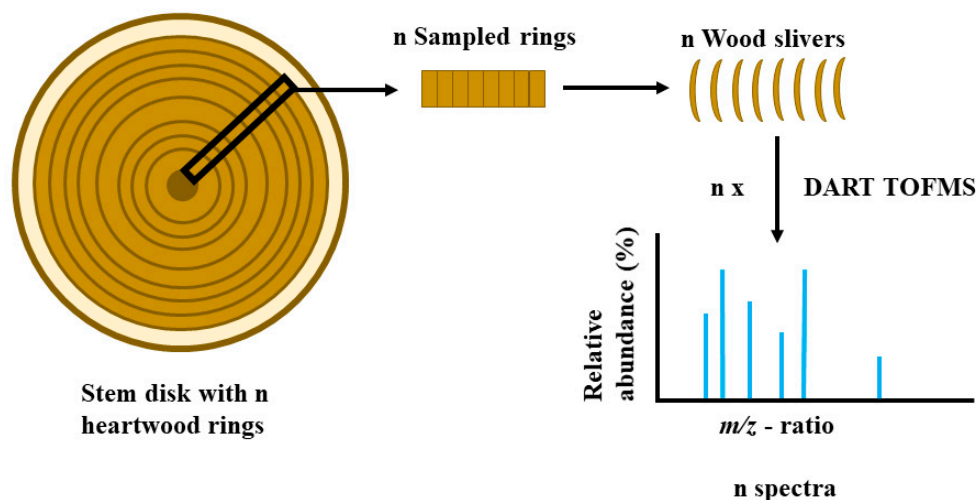 n Sampled rings
n Wood slivers
n x
DART TOFMS
Relative
abundance (%)
m/z - ratio
n spectra
Stem disk with n
heartwood rings